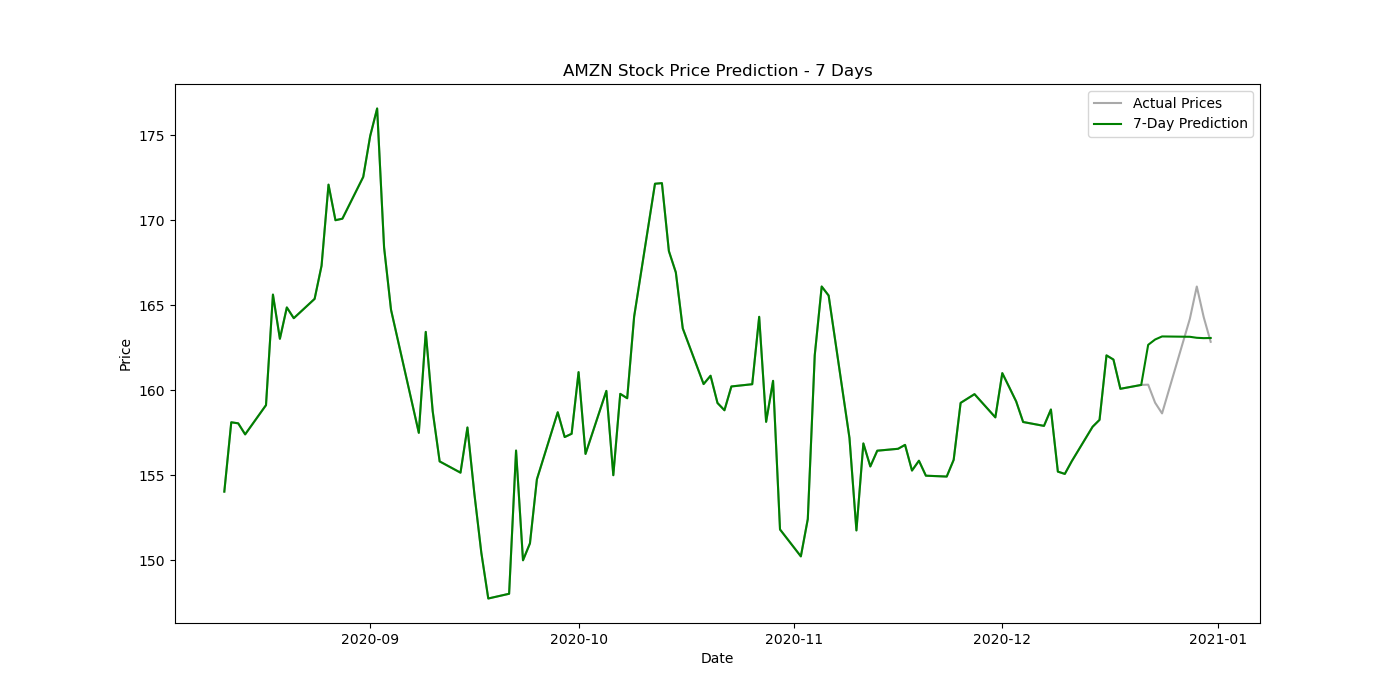 AMZN Stock Price Prediction - 7 Days
Actual Prices
7-Day Prediction
Price
175
170
165
160
155
150
2020-09
2020-10
2020-11
2020-12
2021-01
Date